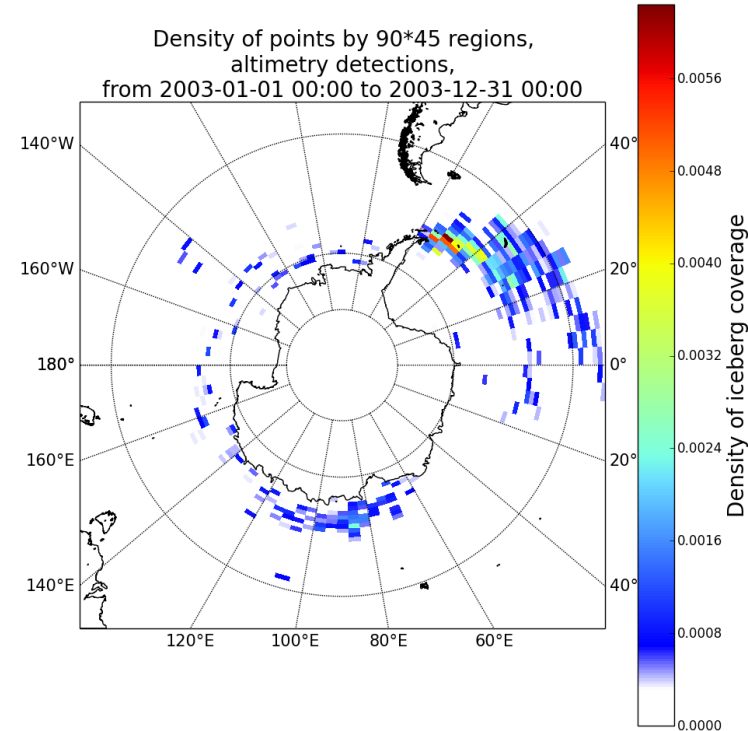 Density of points by 90*45 regions,
altimetry detections,
from 2003-01-01 00:00 to 2003-12-31 00:00
140°W
160°W
180°
160°E
140°E
120°E
100°E
80°E
60°E
40°
20°
0°
20°
40°
0.0056
0.0048
0.0040
0.0032
0.0024
0.0016
0.0008
0.0000
Density of iceberg coverage